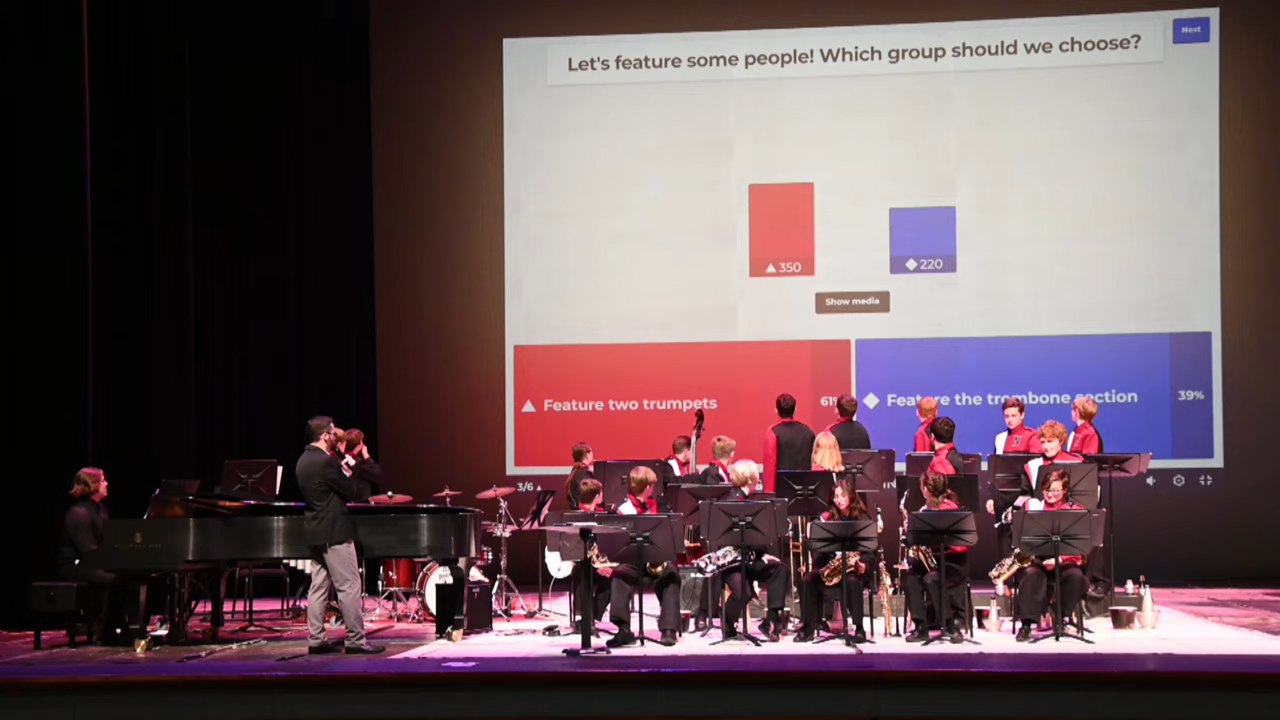 Next
Let's feature some people! Which group should we choose?
350
220
Show media
Feature two trumpets
Feature the trombone section
39%
3/6
N